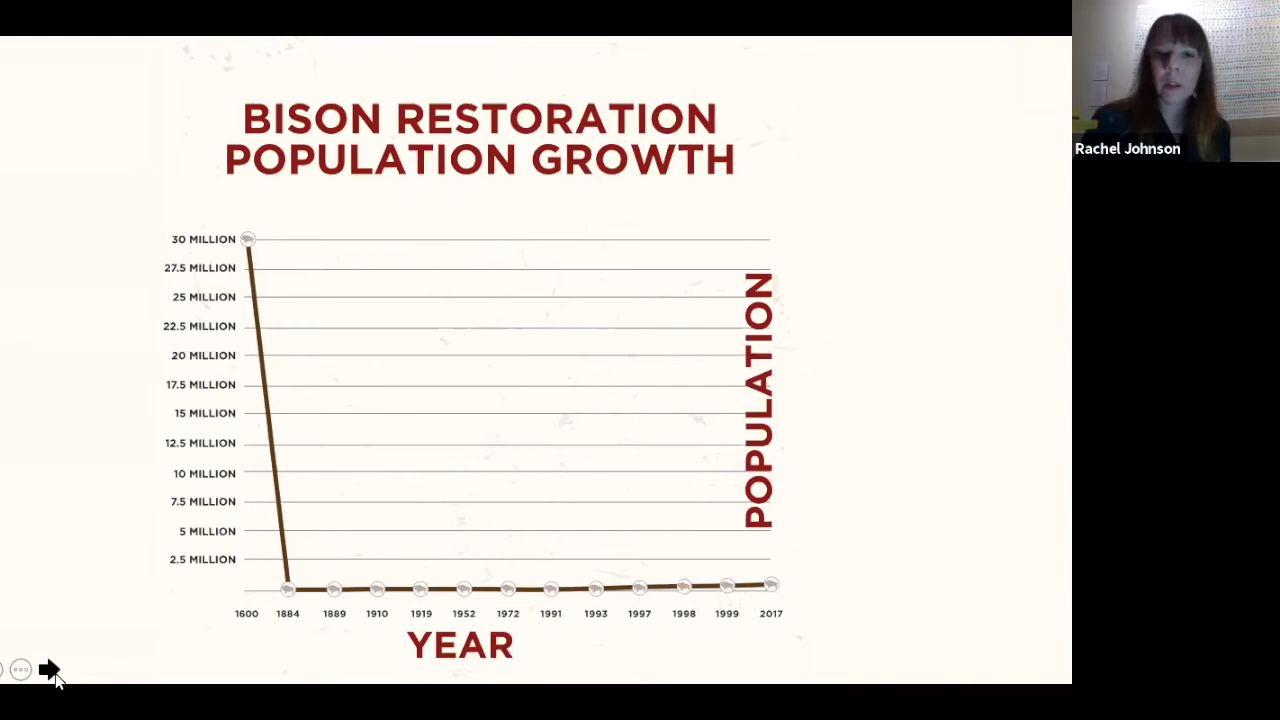 BISON RESTORATION
POPULATION GROWTH
30 MILLION
27.5 MILLION
25 MILLION
22.5 MILLION
20 MILLION
17.5 MILLION
15 MILLION
12.5 MILLION
10 MILLION
7.5 MILLION
5 MILLION
2.5 MILLION
POPULATION
1600 1884 1889 1910 1919 1952 1972 1991 1993 1997 1998 1999 2017
YEAR
Rachel Johnson